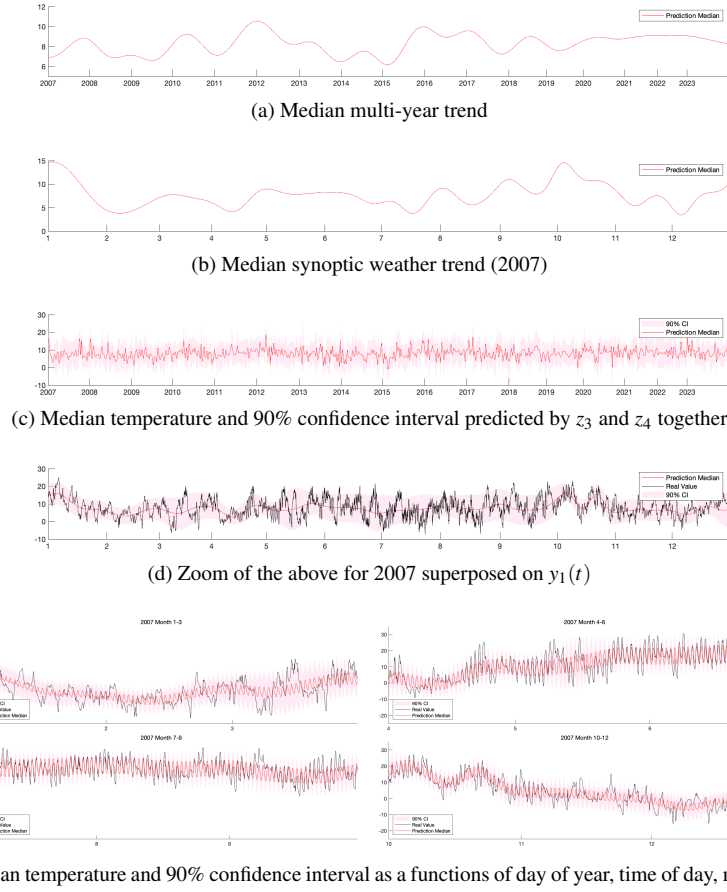 12
10
8
6
Prediction Median
2007 2008 2009 2010 2011 2012 2013 2014 2015 2016 2017 2018 2019 2020 2021 2022 2023
(a) Median multi-year trend
15
10
5
0
Prediction Median
1 2 3 4 5 6 7 8 9 10 11 12
(b) Median synoptic weather trend (2007)
30
20
10
0
-10
90% CI
Prediction Median
2007 2008 2009 2010 2011 2012 2013 2014 2015 2016 2017 2018 2019 2020 2021 2022 2023
(c) Median temperature and 90% confidence interval predicted by z3 and z4 together
30
20
10
0
-10
Prediction Median
Real Value
90% CI
1 2 3 4 5 6 7 8 9 10 11 12
(d) Zoom of the above for 2007 superposed on y1(t)
2007 Month 1-3
CI
Value
ction Median
2 3
2007 Month 4-6
30
20
10
0
-10
-20
90% CI
Real Value
Prediction Median
4 5 6
2007 Month 7-9
CI
Value
ction Median
8 9
2007 Month 10-12
30
20
10
0
-10
-20
90% CI
Real Value
Prediction Median
10 11 12
an temperature and 90% confidence interval as a functions of day of year, time of day,